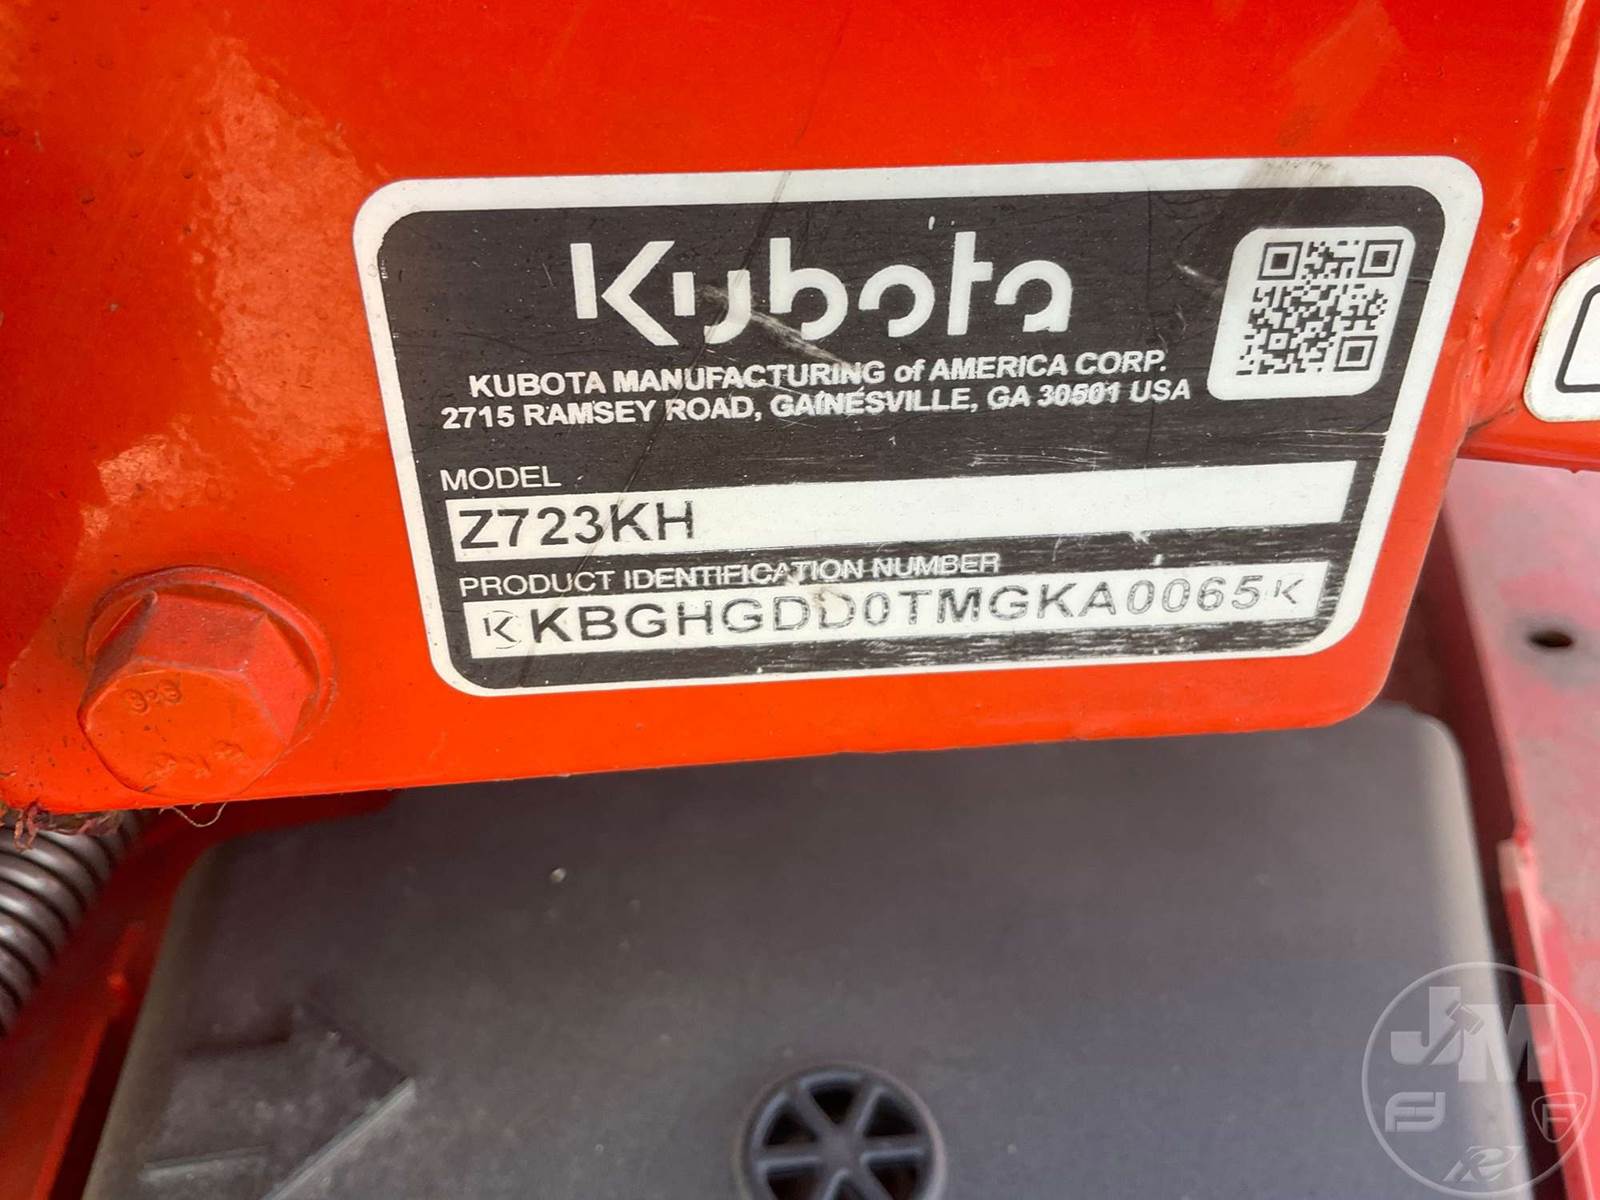 Kubota
KUBOTA MANUFACTURING of AMERICA CORP.
2715 RAMSEY ROAD, GAINESVILLE, GA 30501 USA
MODEL
Z723KH
PRODUCT IDENTIFICATION NUMBER
KBGHGDD0TMGKA0065
JM